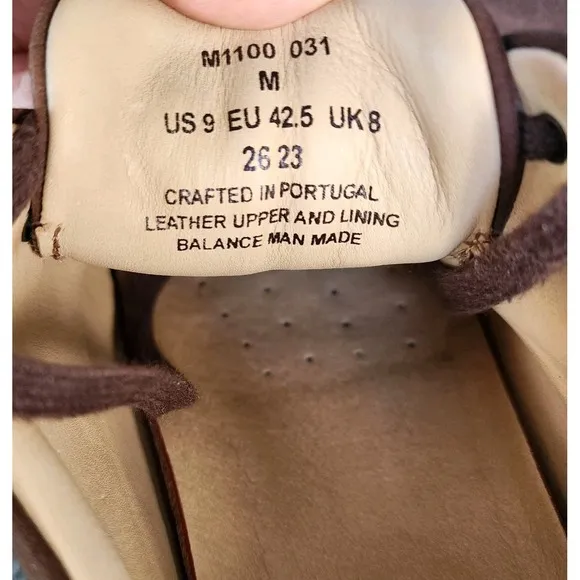 M1100 031
M
US 9 EU 42.5 UK 8
26 23
CRAFTED IN PORTUGAL
LEATHER UPPER AND LINING
BALANCE MAN MADE